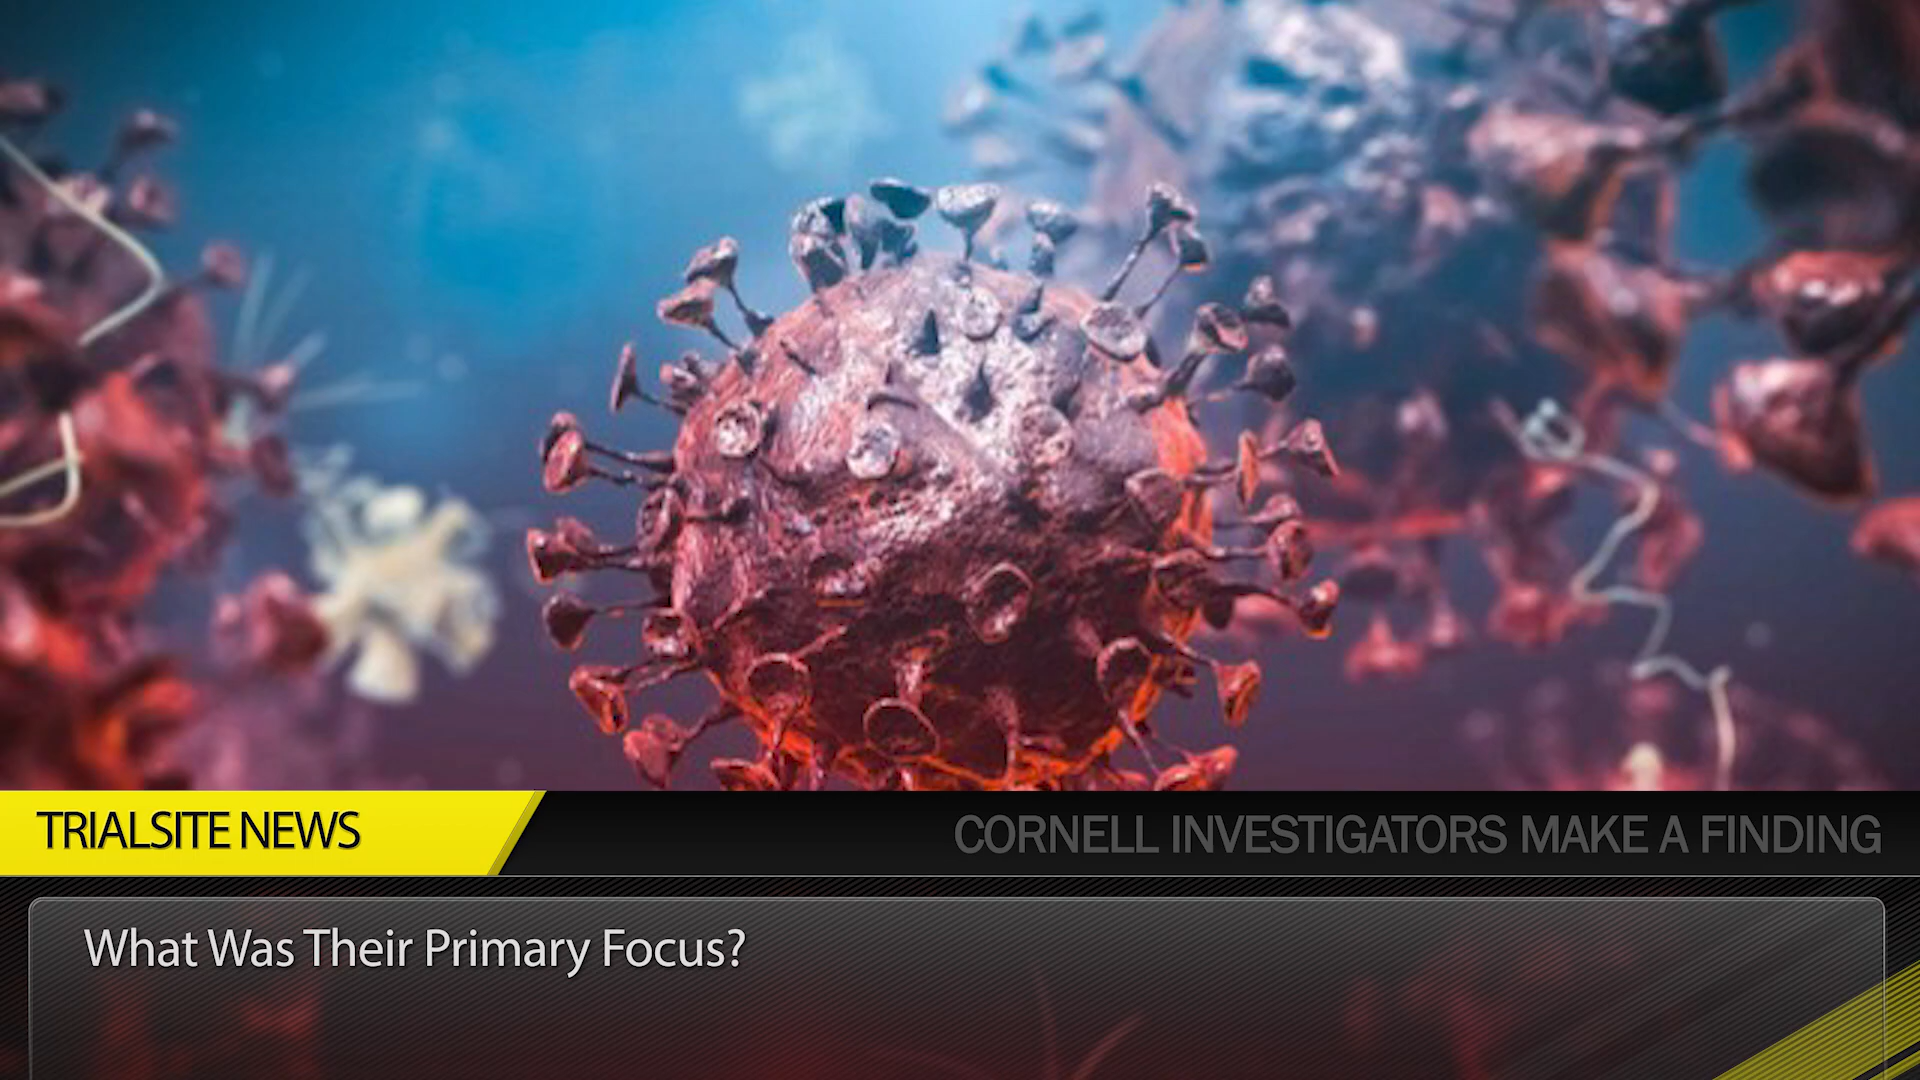 TRIALSITE NEWS
CORNELL INVESTIGATORS MAKE A FINDING
What Was Their Primary Focus?